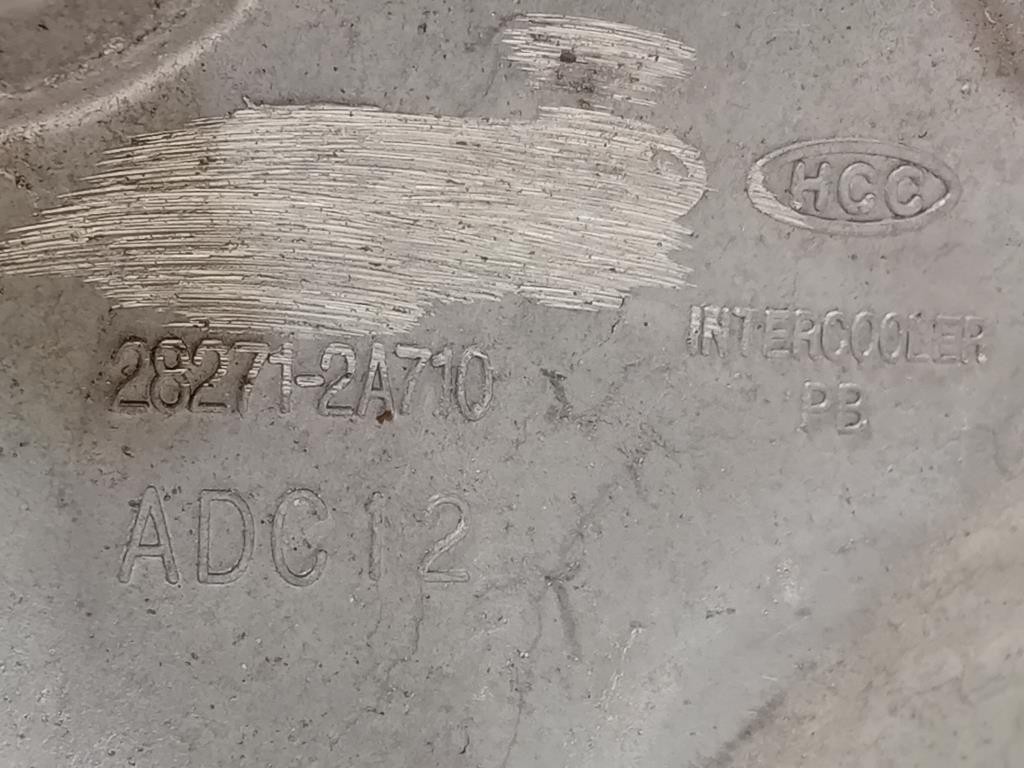 HCC
INTERCOOLER
PB
28271-2A710
ADC12